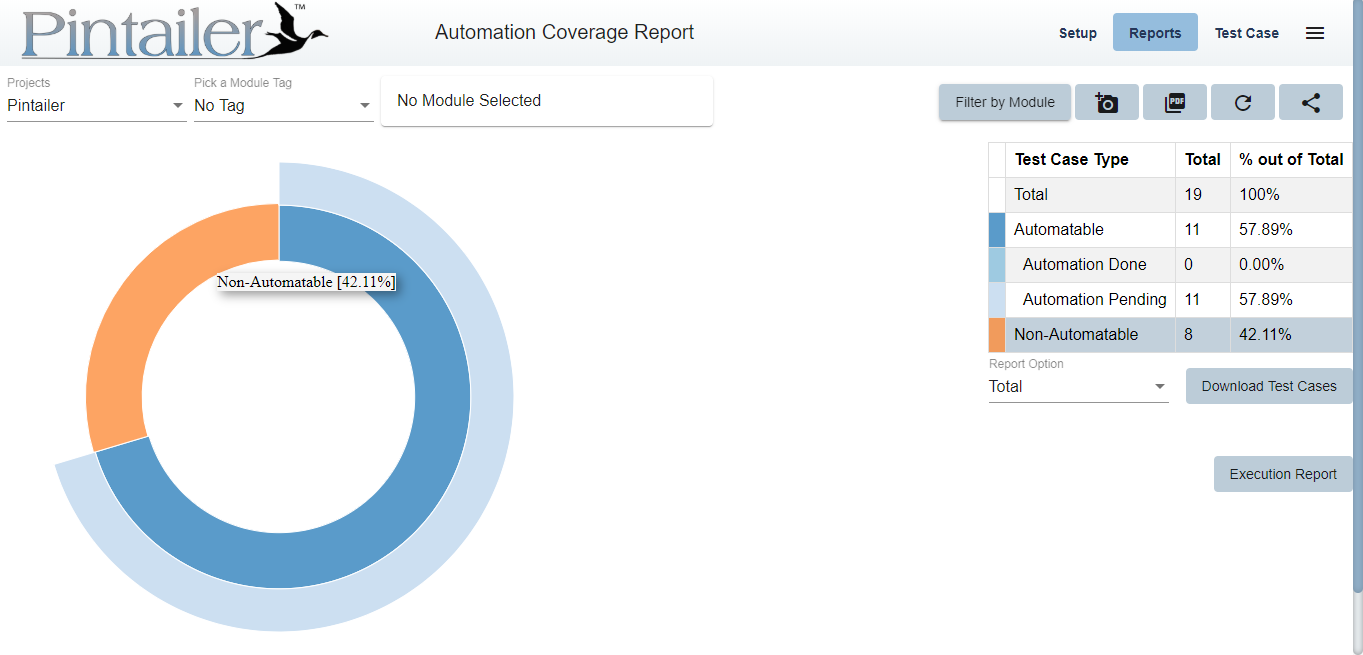 Pintailer™
Automation Coverage Report
Setup
Reports
Test Case
Projects
Pintailer
Pick a Module Tag
No Tag
No Module Selected
Filter by Module
PDF
Test Case Type Total % out of Total
Total 19 100%
Automatable 11 57.89%
Automation Done 0 0.00%
Automation Pending 11 57.89%
Non-Automatable 8 42.11%
Non-Automatable [42.11%]
Report Option
Total
Download Test Cases
Execution Report